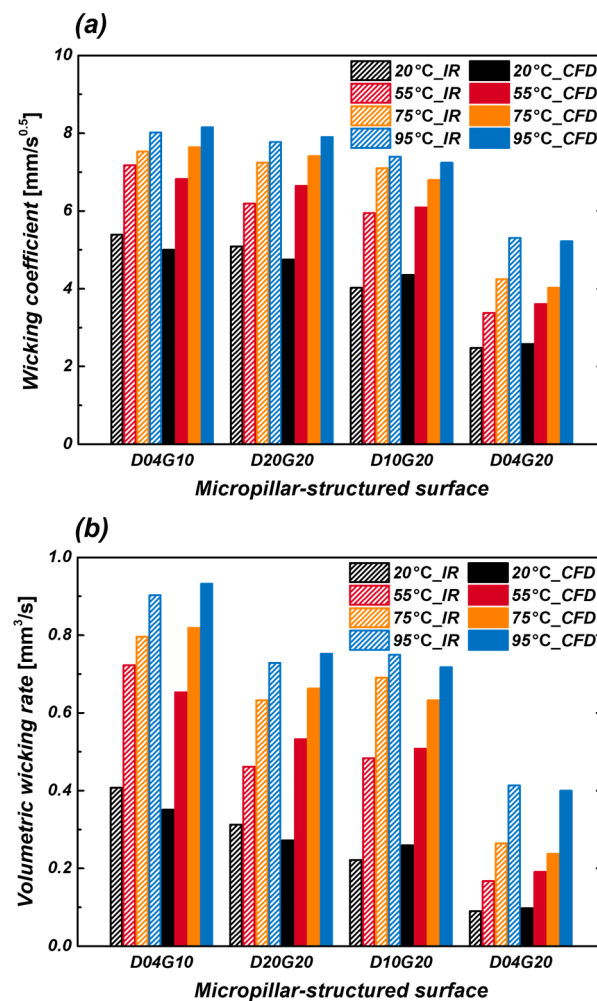 (a)
10
8
6
4
2
0
Wicking coefficient [mm/s^0.5]
20°C_IR 20°C_CFD
55°C_IR 55°C_CFD
75°C_IR 75°C_CFD
95°C_IR 95°C_CFD
D04G10 D20G20 D10G20 D04G20
Micropillar-structured surface
(b)
1.0
0.8
0.6
0.4
0.2
0.0
Volumetric wicking rate [mm³/s]
20°C_IR 20°C_CFD
55°C_IR 55°C_CFD
75°C_IR 75°C_CFD
95°C_IR 95°C_CFD
D04G10 D20G20 D10G20 D04G20
Micropillar-structured surface